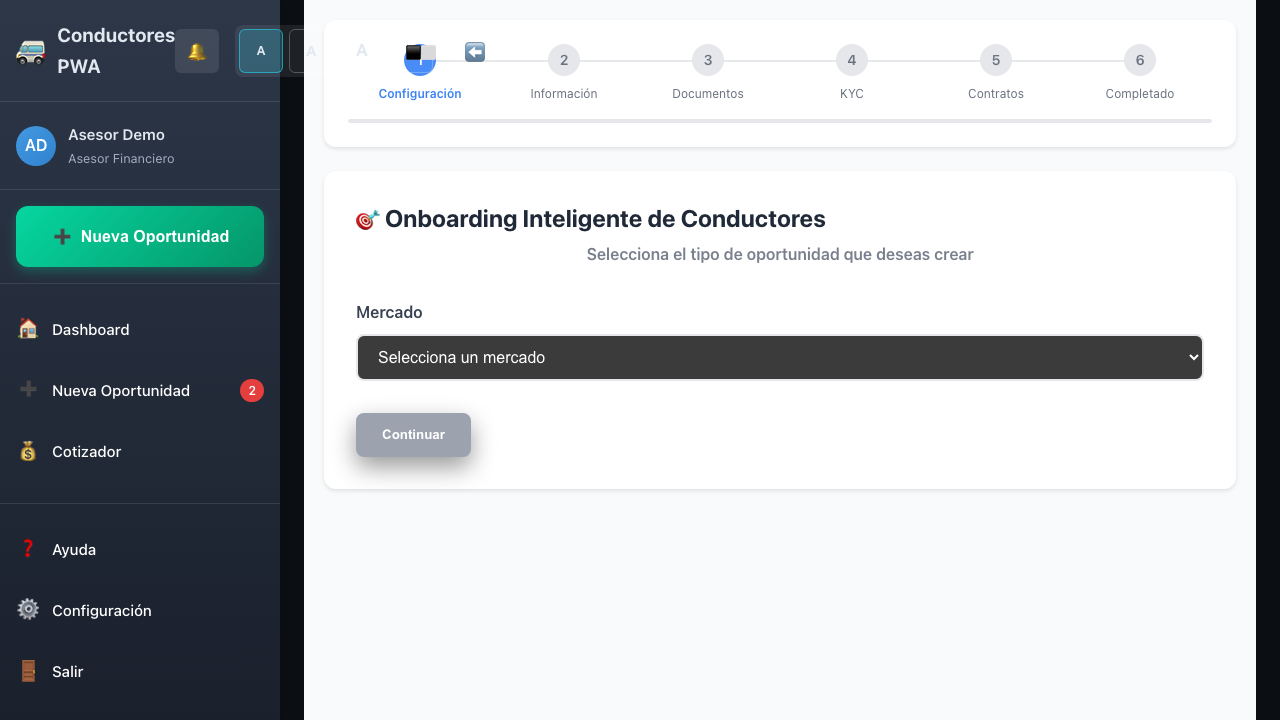 Conductores
PWA
A
A
A
AD
Asesor Demo
Asesor Financiero
Nueva Oportunidad
Dashboard
Nueva Oportunidad
2
Cotizador
Ayuda
Configuración
Salir
1
Configuración
2
Información
3
Documentos
4
KYC
5
Contratos
6
Completado
Onboarding Inteligente de Conductores
Selecciona el tipo de oportunidad que deseas crear
Mercado
Selecciona un mercado
Continuar